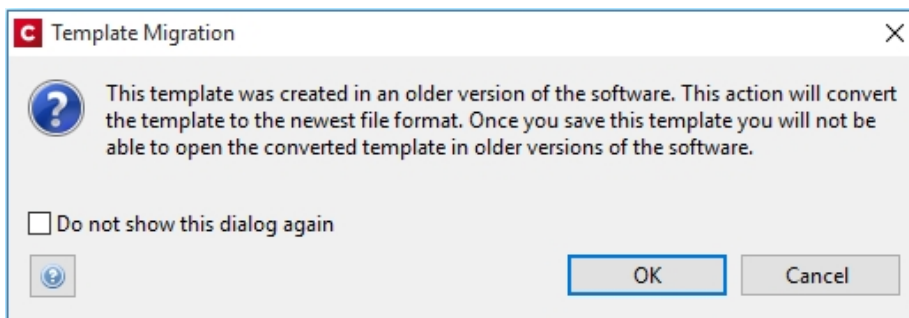 C Template Migration
This template was created in an older version of the software. This action will convert
the template to the newest file format. Once you save this template you will not be
able to open the converted template in older versions of the software.
Do not show this dialog again
OK Cancel